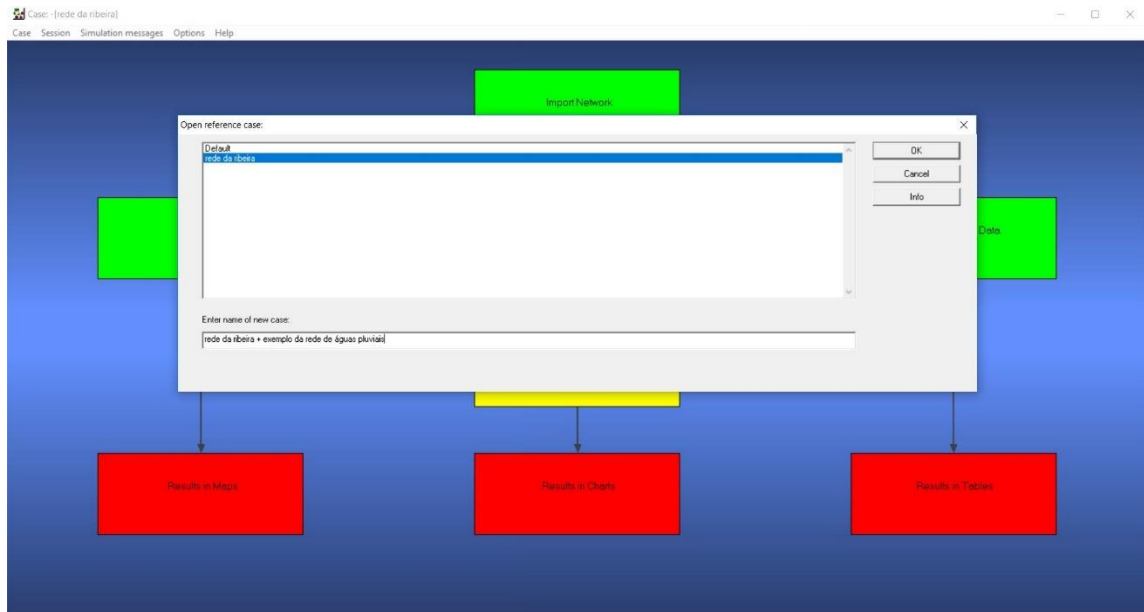 Case: -[rede da ribeira]
Case Session Simulation messages Options Help
Import Network
Open reference case:
Default
rede da ribeira
OK
Cancel
Info
Data
Enter name of new case:
rede da ribeira + exemplo da rede de águas pluviais
Results in Maps
Results in Charts
Results in Tables